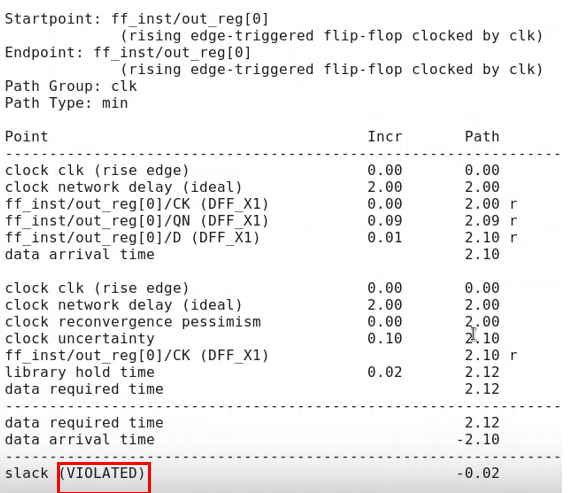 Startpoint: ff_inst/out_reg[0]
(rising edge-triggered flip-flop clocked by clk)
Endpoint: ff_inst/out_reg[0]
(rising edge-triggered flip-flop clocked by clk)
Path Group: clk
Path Type: min
Point Incr Path
--------------------------------------------------------------
clock clk (rise edge) 0.00 0.00
clock network delay (ideal) 2.00 2.00
ff_inst/out_reg[0]/CK (DFF_X1) 0.00 2.00 r
ff_inst/out_reg[0]/QN (DFF_X1) 0.09 2.09 r
ff_inst/out_reg[0]/D (DFF_X1) 0.01 2.10 r
data arrival time 2.10
clock clk (rise edge) 0.00 0.00
clock network delay (ideal) 2.00 2.00
clock reconvergence pessimism 0.00 2.00
clock uncertainty 0.10 2.10
ff_inst/out_reg[0]/CK (DFF_X1) 2.10 r
library hold time 0.02 2.12
data required time 2.12
--------------------------------------------------------------
data required time 2.12
data arrival time -2.10
--------------------------------------------------------------
slack (VIOLATED) -0.02